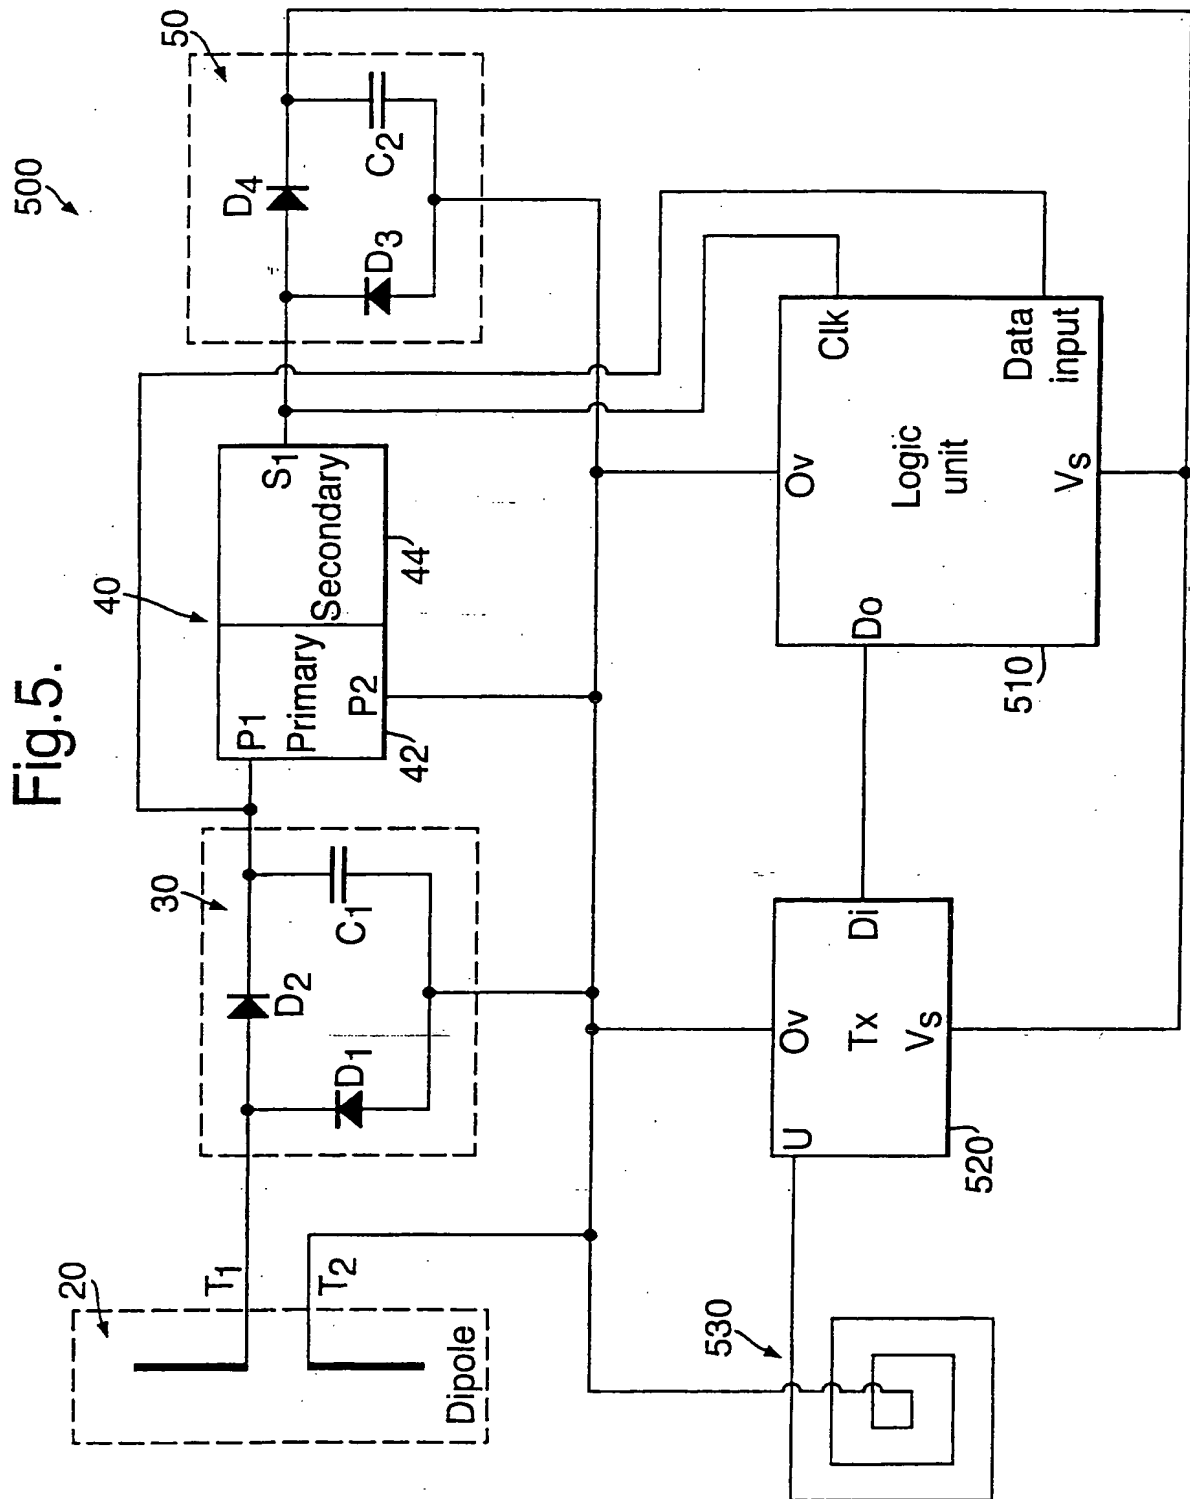 Fig.5.
500
20
T1
T2
Dipole
30
D2
D1
C1
40
P1
Primary
P2
42
S1
Secondary
44
50
D4
D3
C2
530
U
Ov
Tx
Vs
Di
520
Do
Ov
Logic
unit
Vs
Clk
Data
input
510